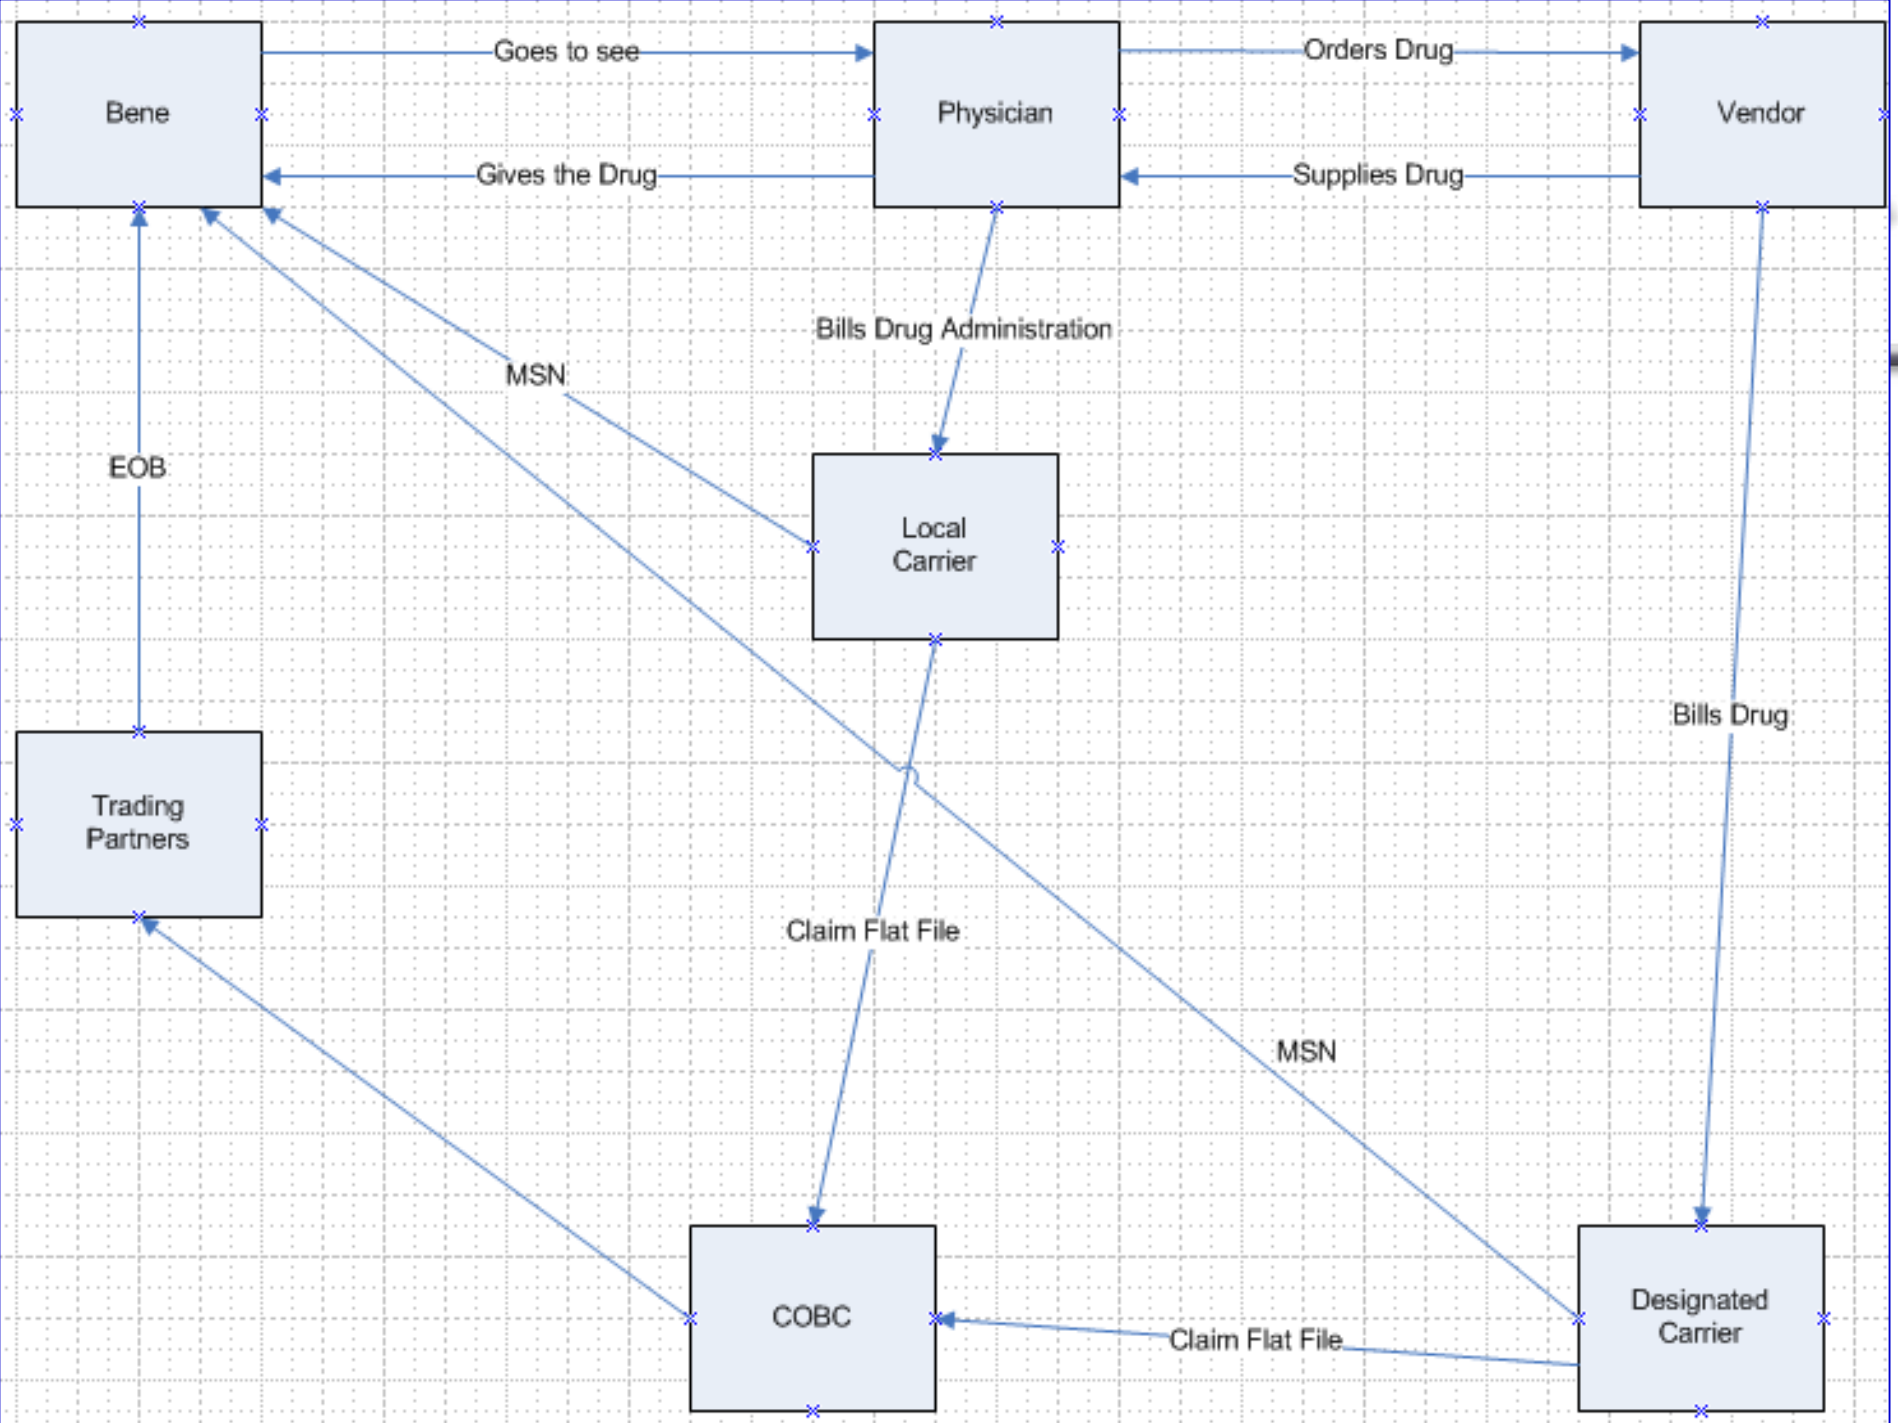 Goes to see
Orders Drug
Bene
Physician
Vendor
Gives the Drug
Supplies Drug
Bills Drug Administration
MSN
EOB
Local
Carrier
Bills Drug
Trading
Partners
Claim Flat File
MSN
COBC
Designated
Carrier
Claim Flat File